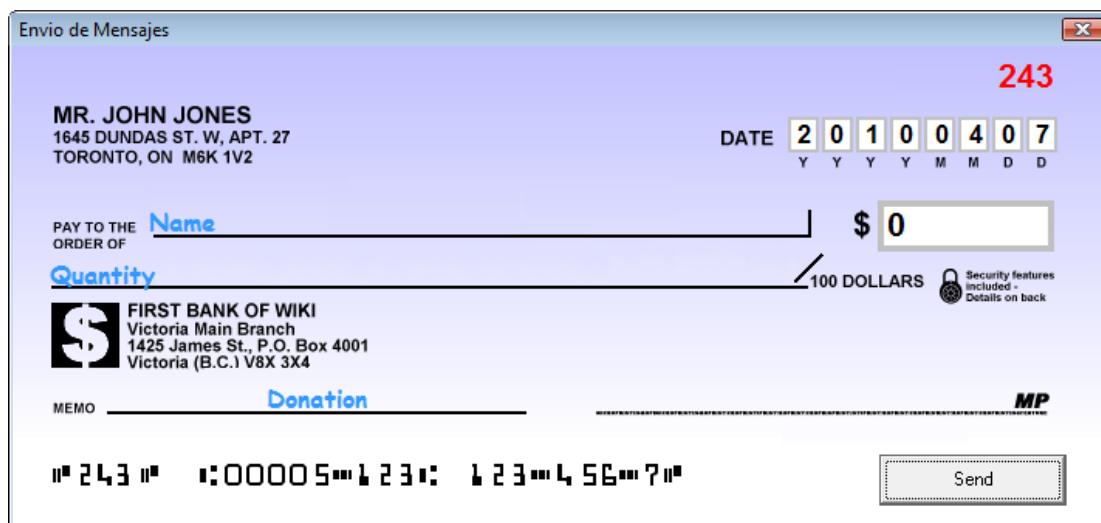 Envio de Mensajes
243
MR. JOHN JONES
1645 DUNDAS ST. W, APT. 27
TORONTO, ON M6K 1V2
DATE 2 0 1 0 0 4 0 7
Y Y Y Y M M D D
PAY TO THE ORDER OF Name
$ 0
Quantity
100 DOLLARS
Security features
included -
Details on back
FIRST BANK OF WIKI
Victoria Main Branch
1425 James St., P.O. Box 4001
Victoria (B.C.) V8X 3X4
MEMO Donation
MP
⑈243⑈ ⑆00005⑉123⑆ 123⑉456⑉7⑈
Send